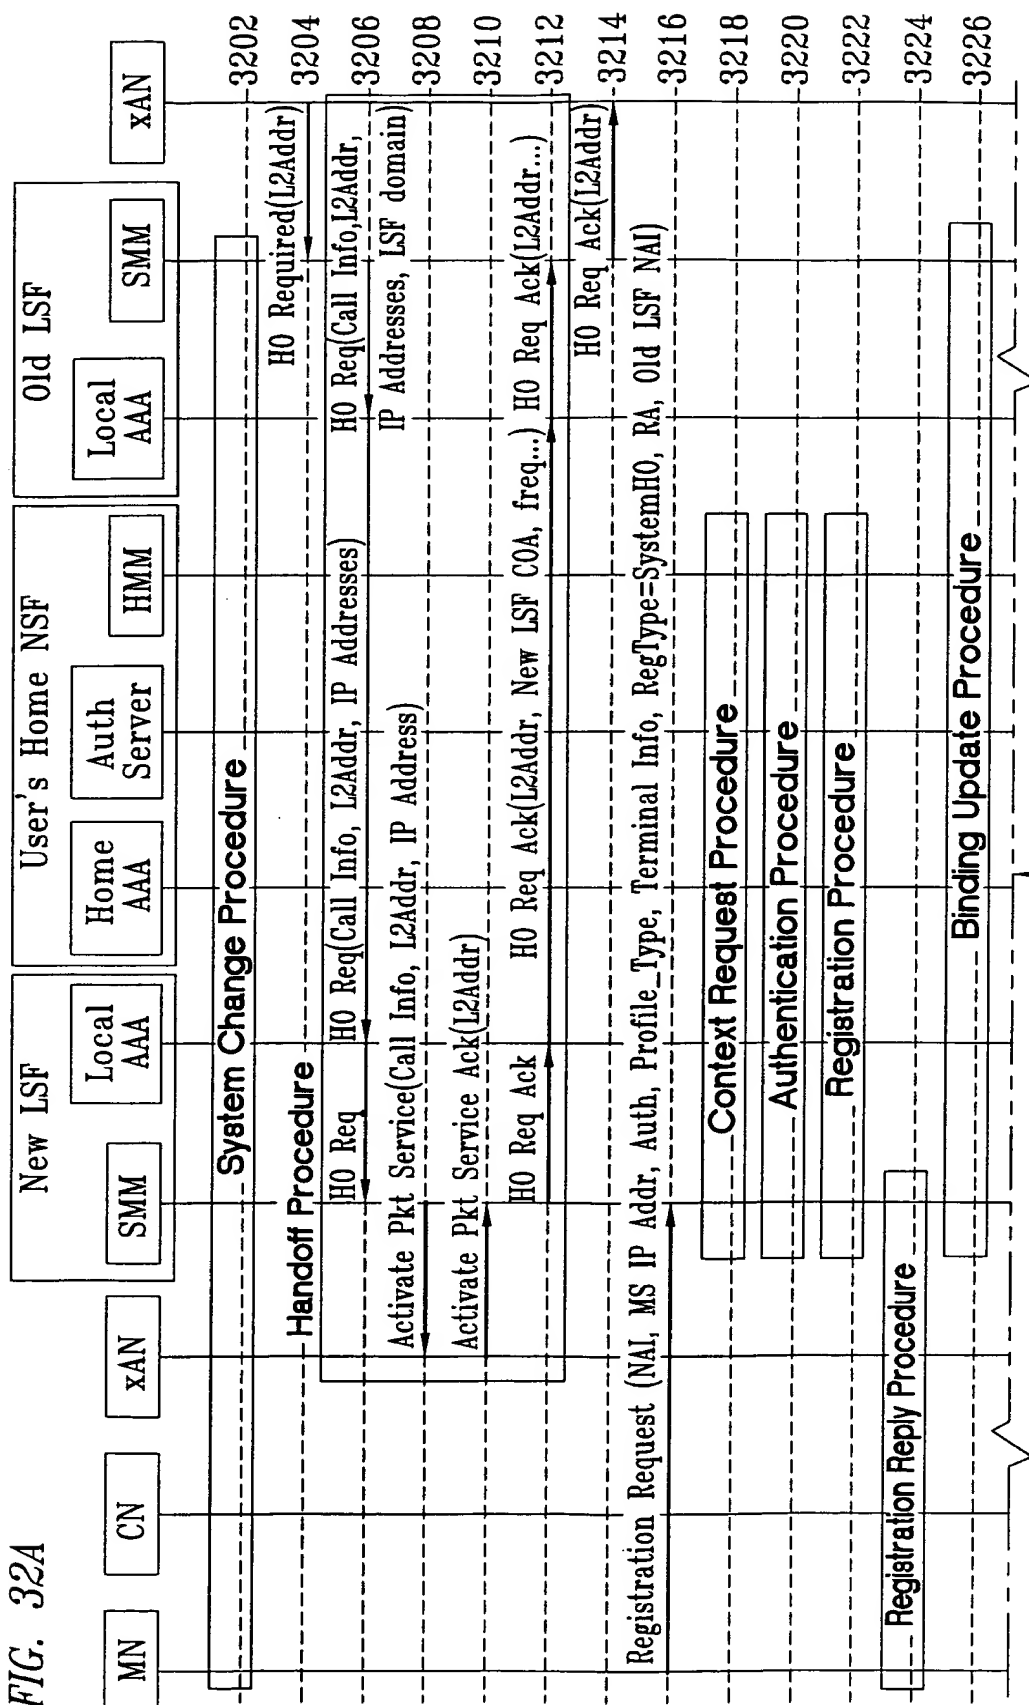 FIG. 32A
New LSF
User's Home NSF
Old LSF
MN
CN
xAN
SMM
Local
AAA
Home
AAA
Auth
Server
HMM
Local
AAA
SMM
xAN
System Change Procedure
3202
HO Required(L2Addr)
3204
Handoff Procedure
HO Req
HO Req(Call Info, L2Addr, IP Addresses)
HO Req(Call Info,L2Addr,
IP Addresses, LSF domain)
3206
Activate Pkt Service(Call Info, L2Addr, IP Address)
3208
Activate Pkt Service Ack(L2Addr)
3210
HO Req Ack
HO Req Ack(L2Addr, New LSF COA, freq...)
HO Req Ack(L2Addr...)
3212
HO Req Ack(L2Addr)
3214
Registration Request (NAI, MS IP Addr, Auth, Profile_Type, Terminal Info, RegType=SystemHO, RA, Old LSF NAI)
3216
Context Request Procedure
3218
Authentication Procedure
3220
Registration Procedure
3222
Registration Reply Procedure
3224
Binding Update Procedure
3226